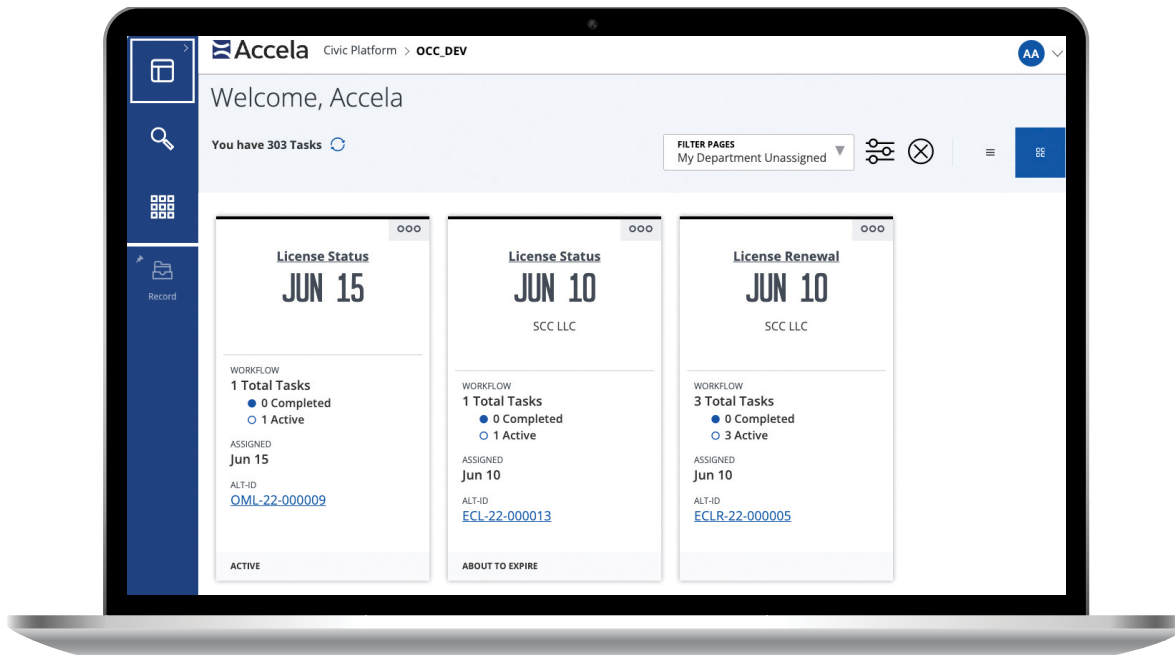 Accela Civic Platform > OCC_DEV
AA
Welcome, Accela
You have 303 Tasks
FILTER PAGES
My Department Unassigned
Record
License Status
JUN 15
WORKFLOW
1 Total Tasks
0 Completed
1 Active
ASSIGNED
Jun 15
ALT-ID
OML-22-000009
ACTIVE
License Status
JUN 10
SCC LLC
WORKFLOW
1 Total Tasks
0 Completed
1 Active
ASSIGNED
Jun 10
ALT-ID
ECL-22-000013
ABOUT TO EXPIRE
License Renewal
JUN 10
SCC LLC
WORKFLOW
3 Total Tasks
0 Completed
3 Active
ASSIGNED
Jun 10
ALT-ID
ECLR-22-000005